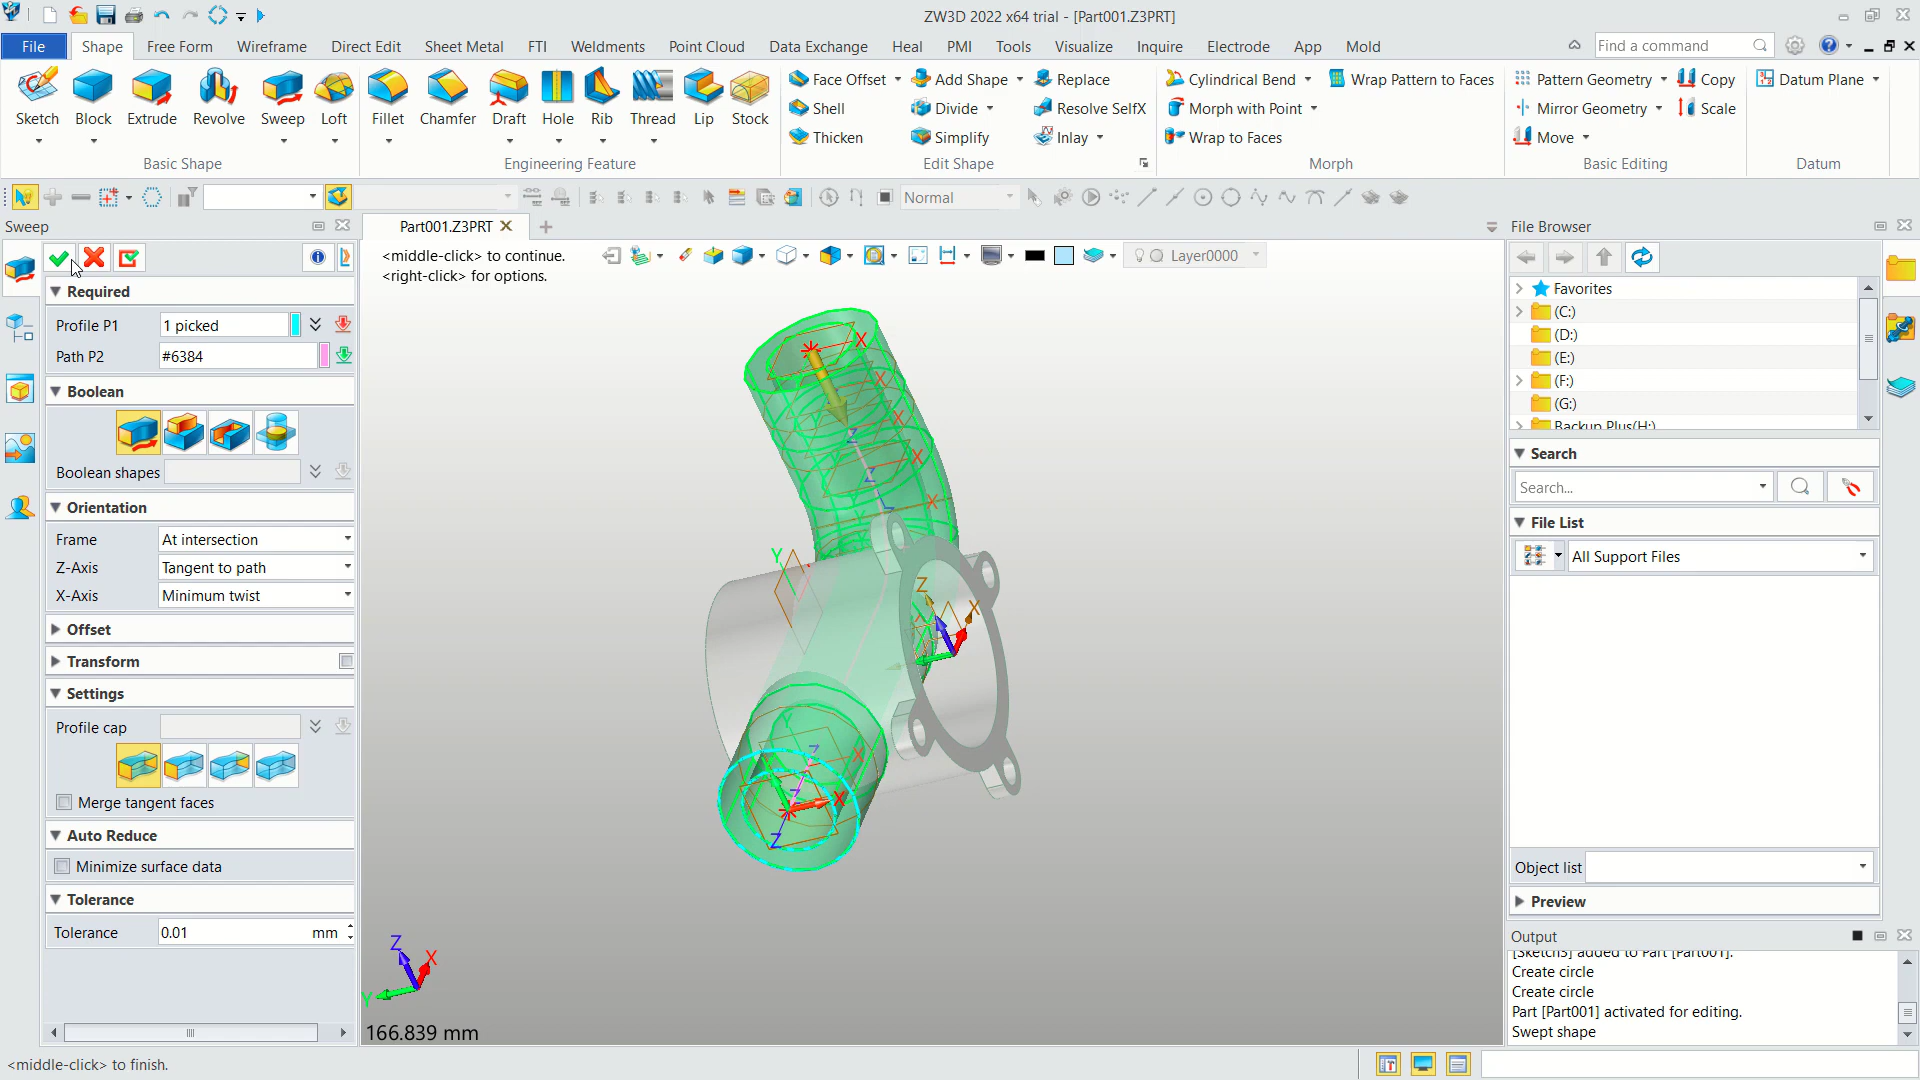 ZW3D 2022 x64 trial - [Part001.Z3PRT]
File Shape Free Form Wireframe Direct Edit Sheet Metal FTI Weldments Point Cloud Data Exchange Heal PMI Tools Visualize Inquire Electrode App Mold
Find a command
Sketch Block Extrude Revolve Sweep Loft
Basic Shape
Fillet Chamfer Draft Hole Rib Thread Lip Stock
Engineering Feature
Face Offset Add Shape Replace
Shell Divide Resolve SelfX
Thicken Simplify Inlay
Edit Shape
Cylindrical Bend Wrap Pattern to Faces
Morph with Point
Wrap to Faces
Morph
Pattern Geometry Copy
Mirror Geometry Scale
Move
Basic Editing
Datum Plane
Datum
Normal
Sweep
Required
Profile P1 1 picked
Path P2 #6384
Boolean
Boolean shapes
Orientation
Frame At intersection
Z-Axis Tangent to path
X-Axis Minimum twist
Offset
Transform
Settings
Profile cap
Merge tangent faces
Auto Reduce
Minimize surface data
Tolerance
Tolerance 0.01 mm
Part001.Z3PRT
<middle-click> to continue.
<right-click> for options.
Layer0000
X
X
X
Z
X
Z
X
Y
Z
X
Y
Z
X
Z
X
Z
Z
X
Y
166.839 mm
File Browser
Favorites
(C:)
(D:)
(E:)
(F:)
(G:)
Backup Plus(H:)
Search
Search...
File List
All Support Files
Object list
Preview
Output
[Sketch3] added to Part [Part001].
Create circle
Create circle
Part [Part001] activated for editing.
Swept shape
<middle-click> to finish.